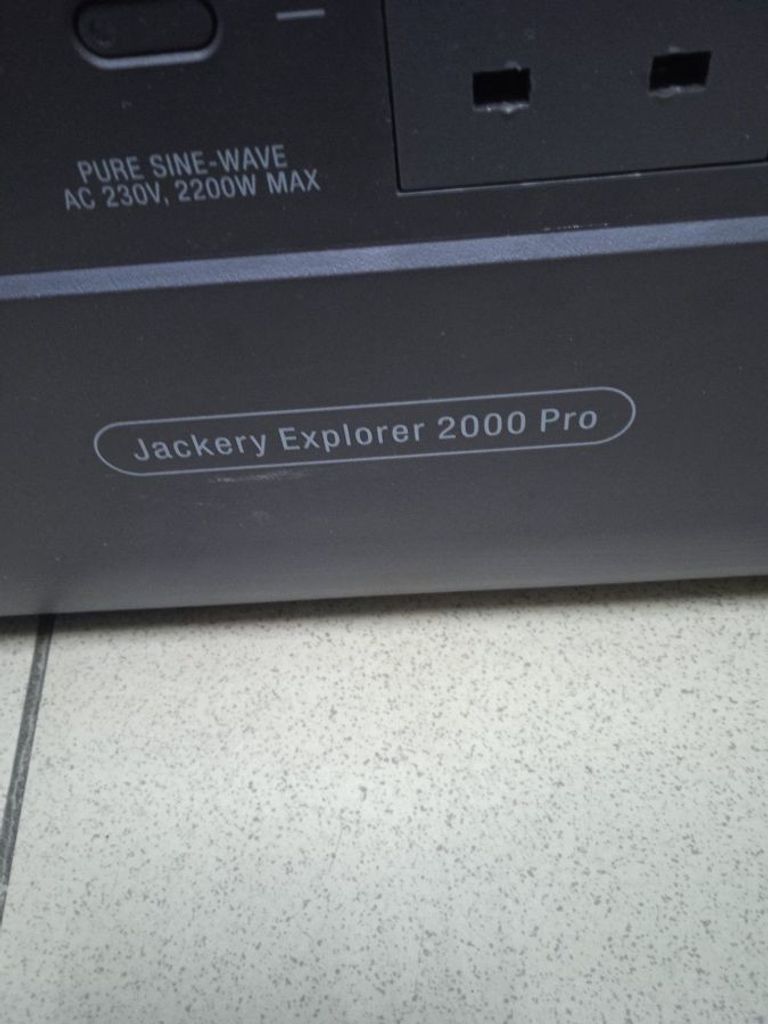 PURE SINE-WAVE
AC 230V, 2200W MAX
Jackery Explorer 2000 Pro